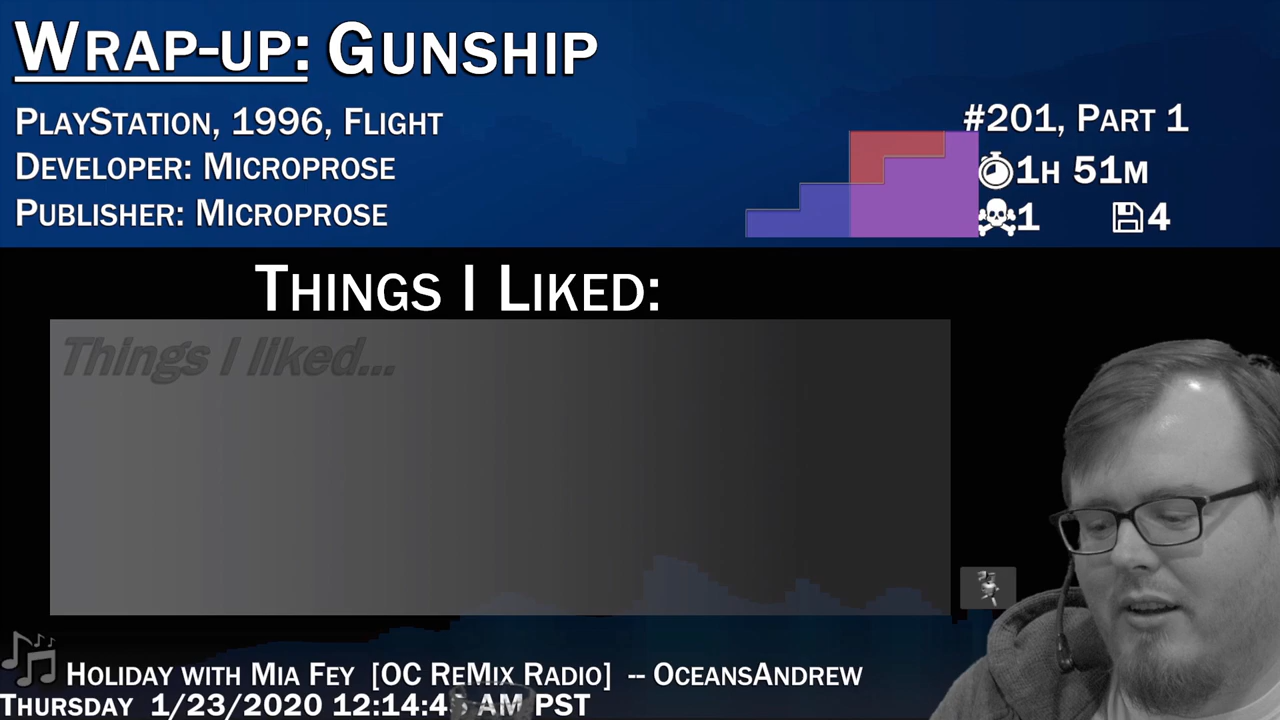 Wrap-up: Gunship
PlayStation, 1996, Flight
Developer: Microprose
Publisher: Microprose
#201, Part 1
1h 51m
1 4
Things I Liked:
Things I liked...
Holiday with Mia Fey [OC ReMix Radio] -- OceansAndrew
Thursday 1/23/2020 AM PST